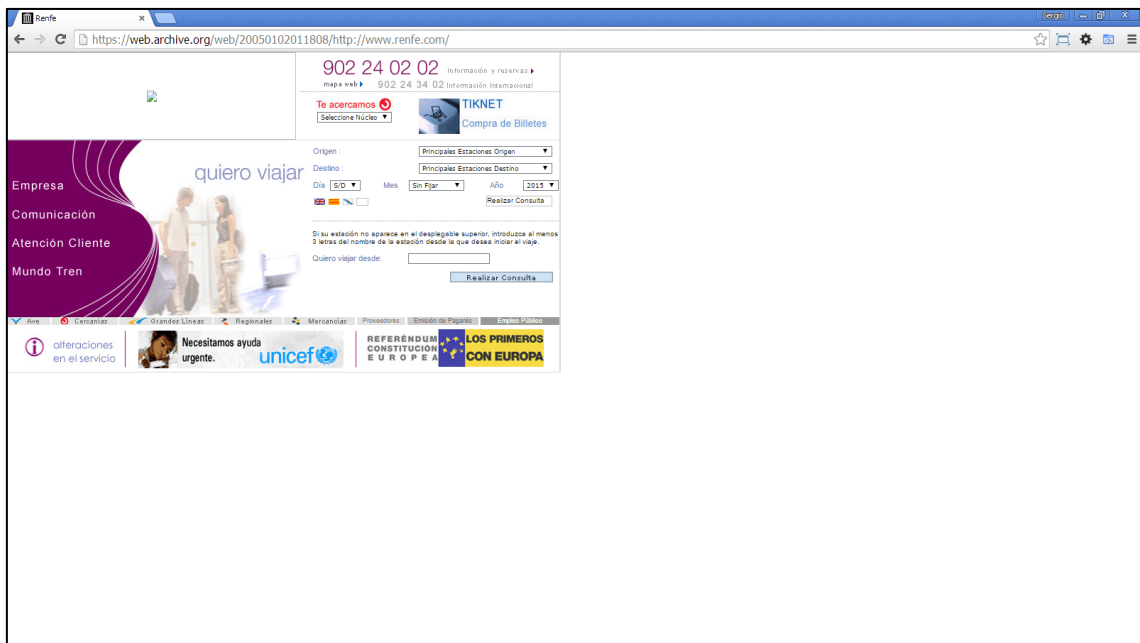 Renfe
Sergio
https://web.archive.org/web/20050102011808/http://www.renfe.com/
902 24 02 02 Información y reservas
mapa web 902 24 34 02 Información Internacional
Te acercamos
Seleccione Núcleo
TIKNET
Compra de Billetes
quiero viajar
Empresa
Comunicación
Atención Cliente
Mundo Tren
Origen : Principales Estaciones Origen
Destino : Principales Estaciones Destino
Día S/D Mes Sin Fijar Año 2015
Realizar Consulta
Si su estación no aparece en el desplegable superior, introduzca al menos
3 letras del nombre de la estación desde la que desea iniciar el viaje.
Quiero viajar desde:
Realizar Consulta
Ave Cercanías Grandes Líneas Regionales Mercancías Proveedores Emisión de Pagarés Empleo Público
alteraciones
en el servicio
Necesitamos ayuda
urgente.
unicef
REFERÉNDUM
CONSTITUCIÓN
EUROPEA
LOS PRIMEROS
CON EUROPA